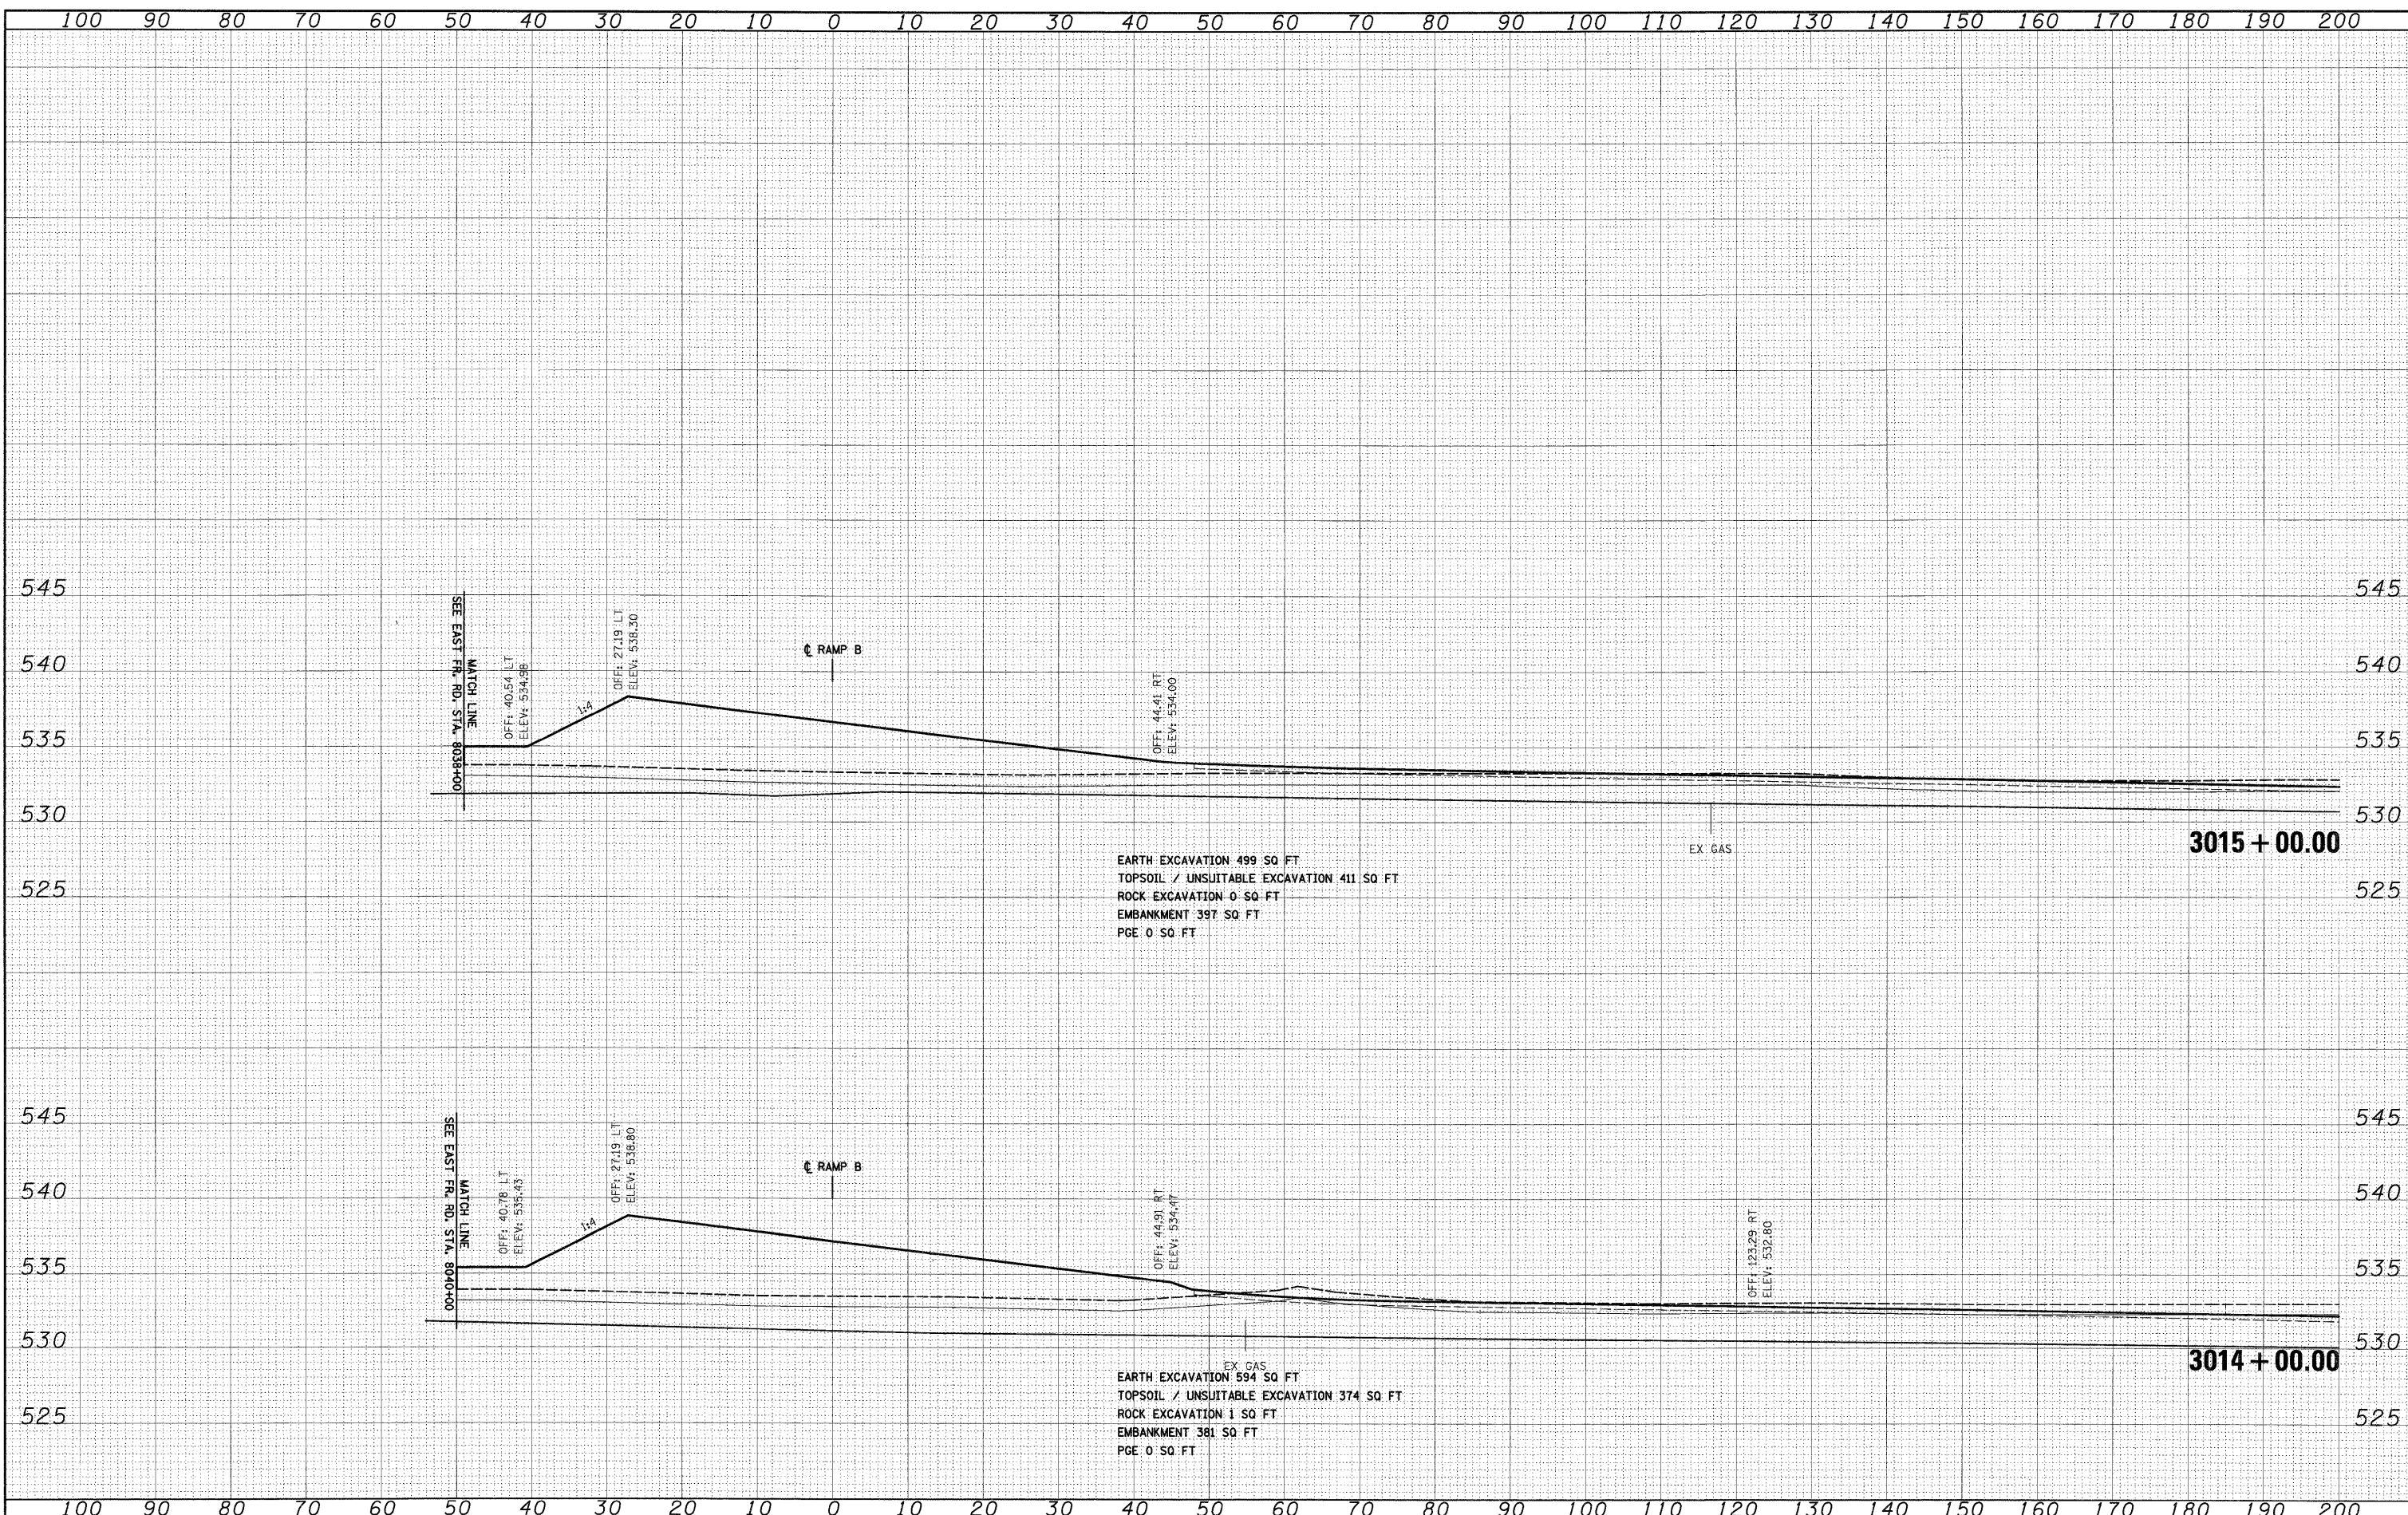 100 90 80 70 60 50 40 30 20 10 0 10 20 30 40 50 60 70 80 90 100 110 120 130 140 150 160 170 180 190 200
545 545
SEE EAST FR. RD. STA. 8038+00
MATCH LINE
OFF: 40.54 LT
ELEV: 534.98
1:4
OFF: 27.19 LT
ELEV: 538.30
℄ RAMP B
OFF: 44.41 RT
ELEV: 534.00
540 540
535 535
530 530
EX GAS
3015+00.00
525 525
EARTH EXCAVATION 499 SQ FT
TOPSOIL / UNSUITABLE EXCAVATION 411 SQ FT
ROCK EXCAVATION 0 SQ FT
EMBANKMENT 397 SQ FT
PGE 0 SQ FT
545 545
SEE EAST FR. RD. STA. 8040+00
MATCH LINE
OFF: 40.78 LT
ELEV: 535.43
1:4
OFF: 27.19 LT
ELEV: 538.80
℄ RAMP B
OFF: 44.91 RT
ELEV: 534.47
OFF: 123.29 RT
ELEV: 532.80
540 540
535 535
530 530
EX GAS
3014+00.00
525 525
EARTH EXCAVATION 594 SQ FT
TOPSOIL / UNSUITABLE EXCAVATION 374 SQ FT
ROCK EXCAVATION 1 SQ FT
EMBANKMENT 381 SQ FT
PGE 0 SQ FT
100 90 80 70 60 50 40 30 20 10 0 10 20 30 40 50 60 70 80 90 100 110 120 130 140 150 160 170 180 190 200